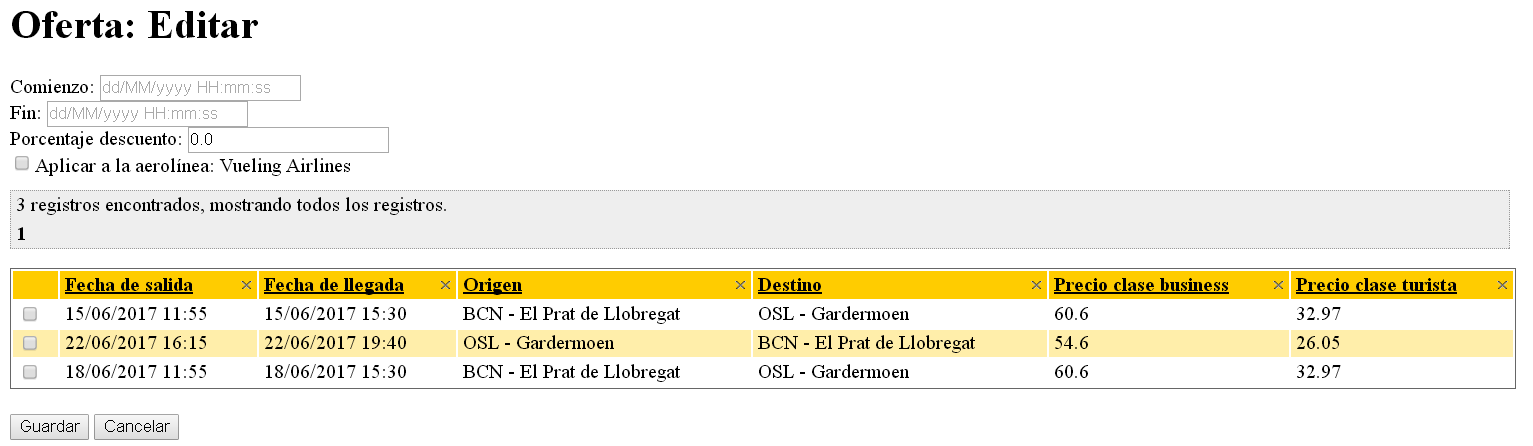 Oferta: Editar
Comienzo: dd/MM/yyyy HH:mm:ss
Fin: dd/MM/yyyy HH:mm:ss
Porcentaje descuento: 0.0
Aplicar a la aerolínea: Vueling Airlines
3 registros encontrados, mostrando todos los registros.
1
Fecha de salida × Fecha de llegada × Origen × Destino × Precio clase business × Precio clase turista ×
15/06/2017 11:55 15/06/2017 15:30 BCN - El Prat de Llobregat OSL - Gardermoen 60.6 32.97
22/06/2017 16:15 22/06/2017 19:40 OSL - Gardermoen BCN - El Prat de Llobregat 54.6 26.05
18/06/2017 11:55 18/06/2017 15:30 BCN - El Prat de Llobregat OSL - Gardermoen 60.6 32.97
Guardar Cancelar